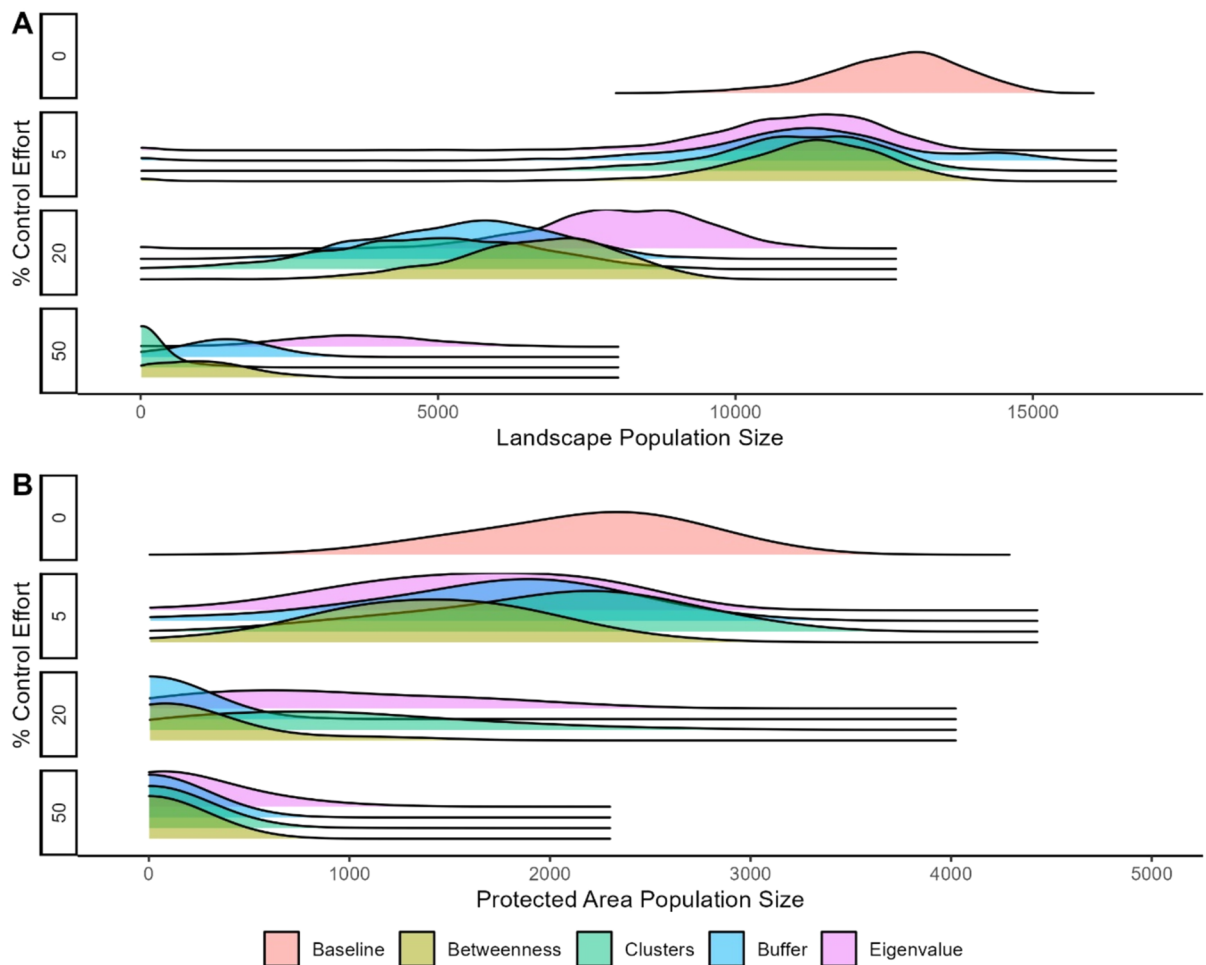 A
% Control Effort
0
5
20
50
0 5000 10000 15000
Landscape Population Size
B
% Control Effort
0
5
20
50
0 1000 2000 3000 4000 5000
Protected Area Population Size
Baseline Betweenness Clusters Buffer Eigenvalue